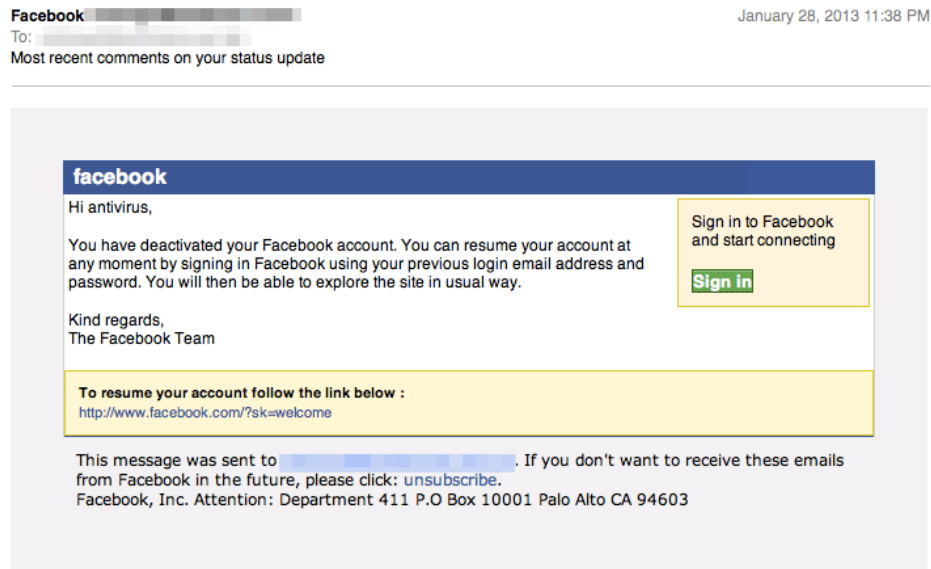 Facebook
January 28, 2013 11:38 PM
To:
Most recent comments on your status update
facebook
Hi antivirus,
You have deactivated your Facebook account. You can resume your account at
any moment by signing in Facebook using your previous login email address and
password. You will then be able to explore the site in usual way.
Kind regards,
The Facebook Team
Sign in to Facebook
and start connecting
Sign in
To resume your account follow the link below :
http://www.facebook.com/?sk=welcome
This message was sent to . If you don't want to receive these emails
from Facebook in the future, please click: unsubscribe.
Facebook, Inc. Attention: Department 411 P.O Box 10001 Palo Alto CA 94603